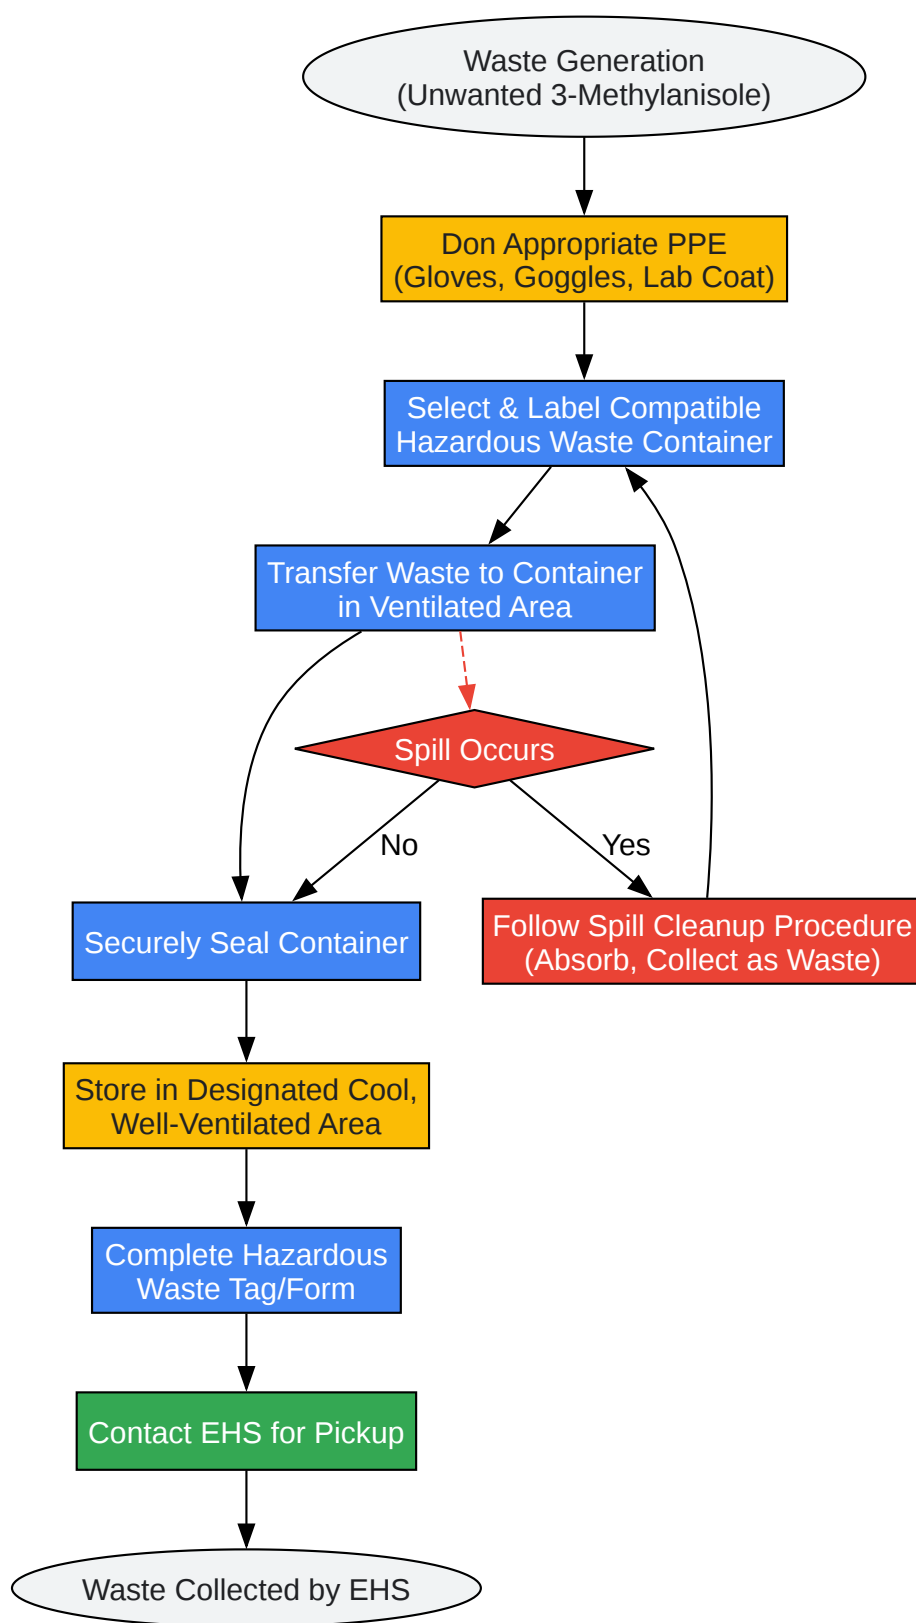 Waste Generation
(Unwanted 3-Methylanisole)
Don Appropriate PPE
(Gloves, Goggles, Lab Coat)
Select & Label Compatible
Hazardous Waste Container
Transfer Waste to Container
in Ventilated Area
Spill Occurs
No
Yes
Follow Spill Cleanup Procedure
(Absorb, Collect as Waste)
Securely Seal Container
Store in Designated Cool,
Well-Ventilated Area
Complete Hazardous
Waste Tag/Form
Contact EHS for Pickup
Waste Collected by EHS